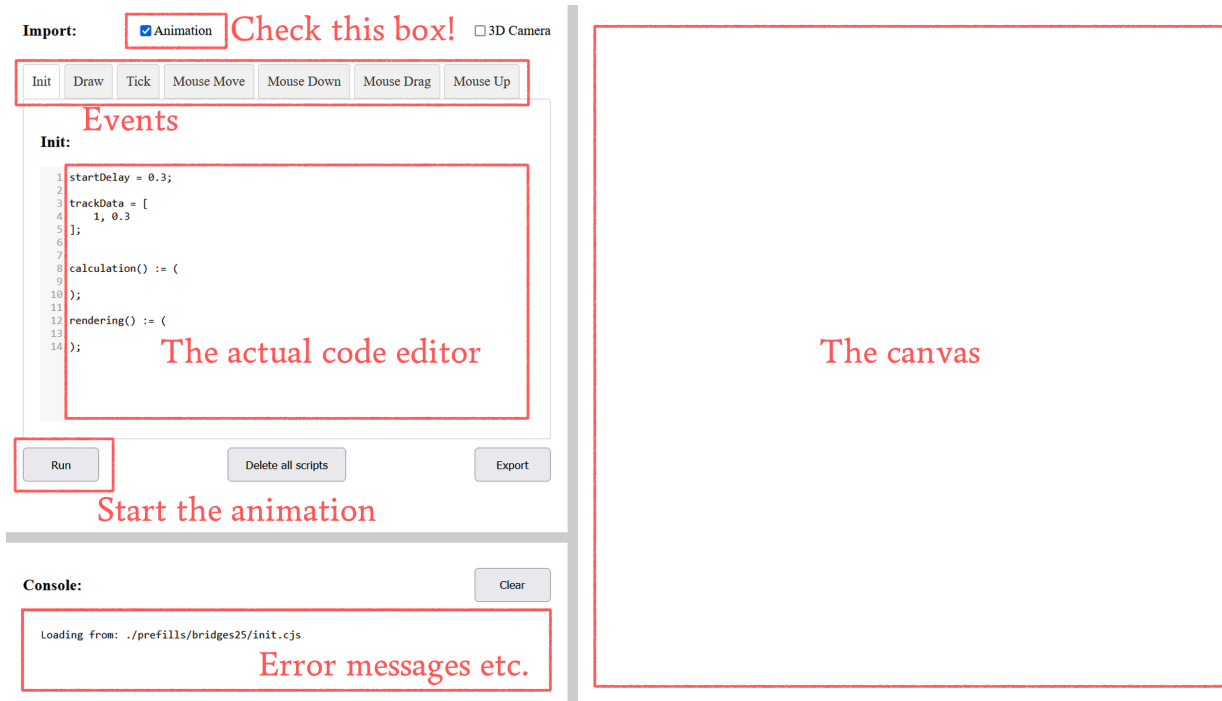 Import:
Animation
Check this box!
3D Camera
Init
Draw
Tick
Mouse Move
Mouse Down
Mouse Drag
Mouse Up
Events
Init:
1 startDelay = 0.3;
2
3 trackData = [
4 1, 0.3
5 ];
6
7
8 calculation() := (
9
10 );
11
12 rendering() := (
13
14 );
The actual code editor
Run
Delete all scripts
Export
Start the animation
Console:
Clear
Loading from: ./prefills/bridges25/init.cjs
Error messages etc.
The canvas